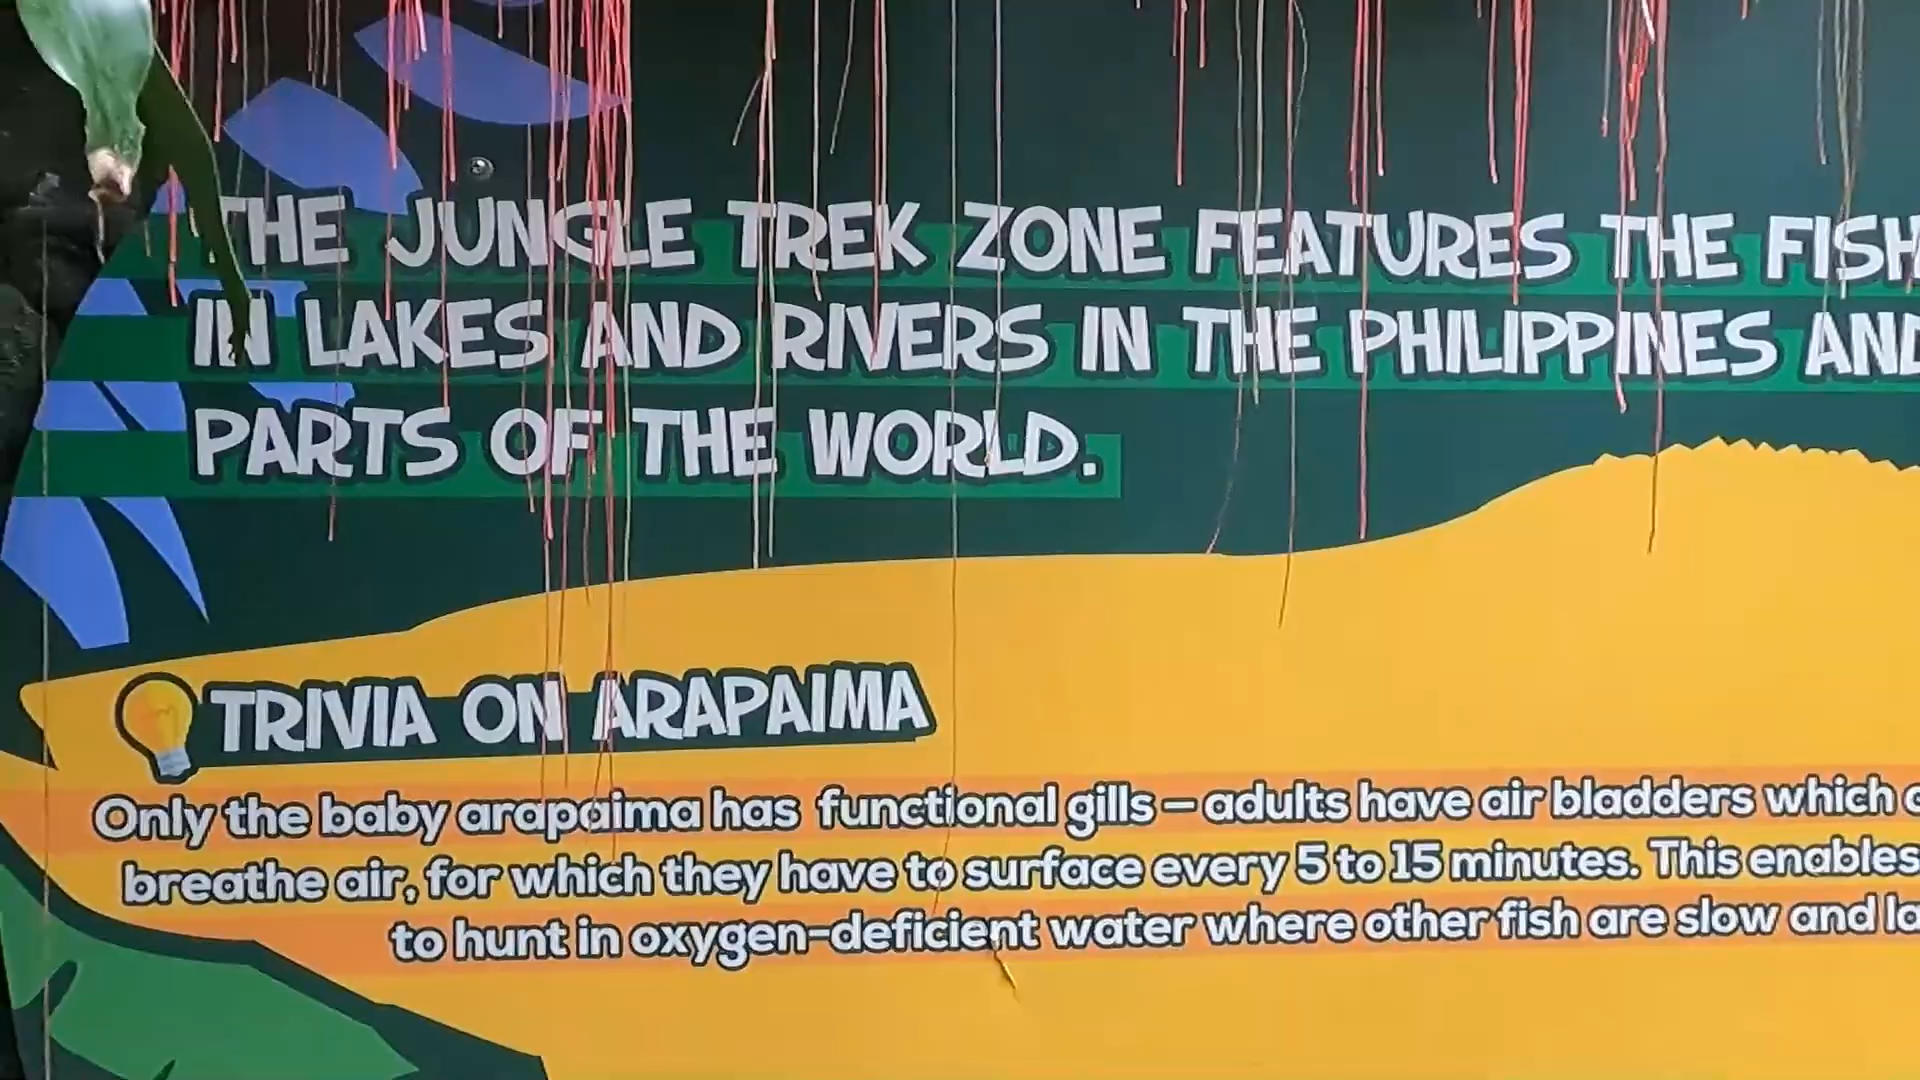 THE JUNGLE TREK ZONE FEATURES THE FISH
IN LAKES AND RIVERS IN THE PHILIPPINES AND
PARTS OF THE WORLD.
TRIVIA ON ARAPAIMA
Only the baby arapaima has functional gills – adults have air bladders which
breathe air, for which they have to surface every 5 to 15 minutes. This enables
to hunt in oxygen-deficient water where other fish are slow and